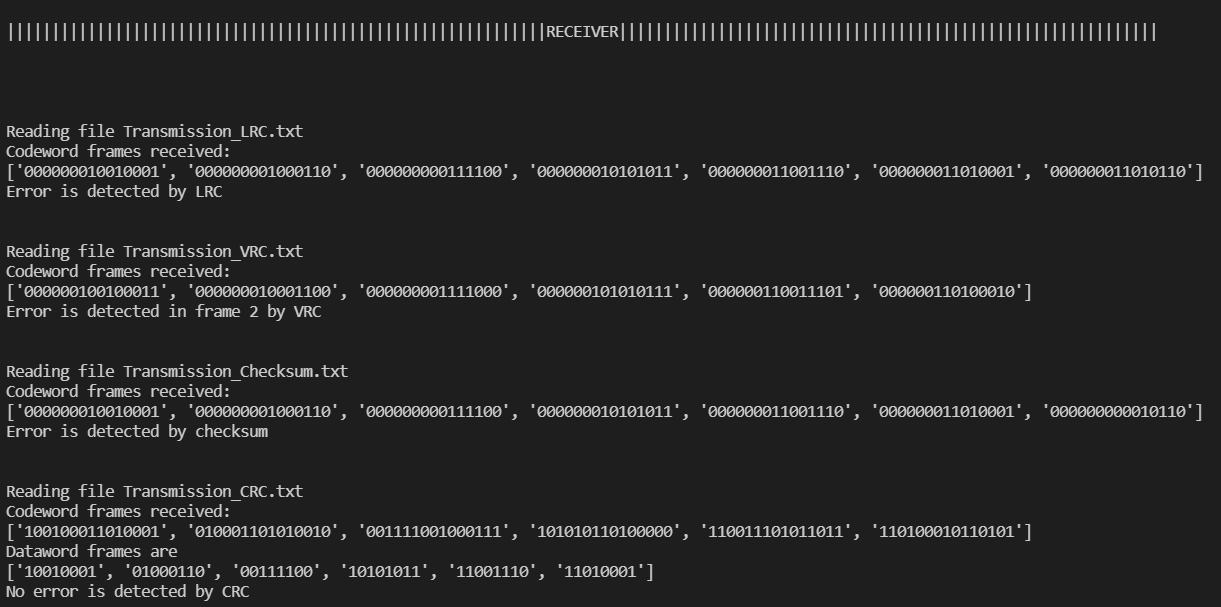 ||||||||||||||||||||||||||||||||||||||||||||||||||||||||||||RECEIVER||||||||||||||||||||||||||||||||||||||||||||||||||||||||||||
Reading file Transmission_LRC.txt
Codeword frames received:
['000000010010001', '000000001000110', '000000000111100', '000000010101011', '000000011001110', '000000011010001', '000000011010110']
Error is detected by LRC
Reading file Transmission_VRC.txt
Codeword frames received:
['000000100100011', '000000010001100', '000000001111000', '000000101010111', '000000110011101', '000000110100010']
Error is detected in frame 2 by VRC
Reading file Transmission_Checksum.txt
Codeword frames received:
['000000010010001', '000000001000110', '000000000111100', '000000010101011', '000000011001110', '000000011010001', '000000000010110']
Error is detected by checksum
Reading file Transmission_CRC.txt
Codeword frames received:
['100100011010001', '010001101010010', '001111001000111', '101010110100000', '110011101011011', '110100010110101']
Dataword frames are
['10010001', '01000110', '00111100', '10101011', '11001110', '11010001']
No error is detected by CRC